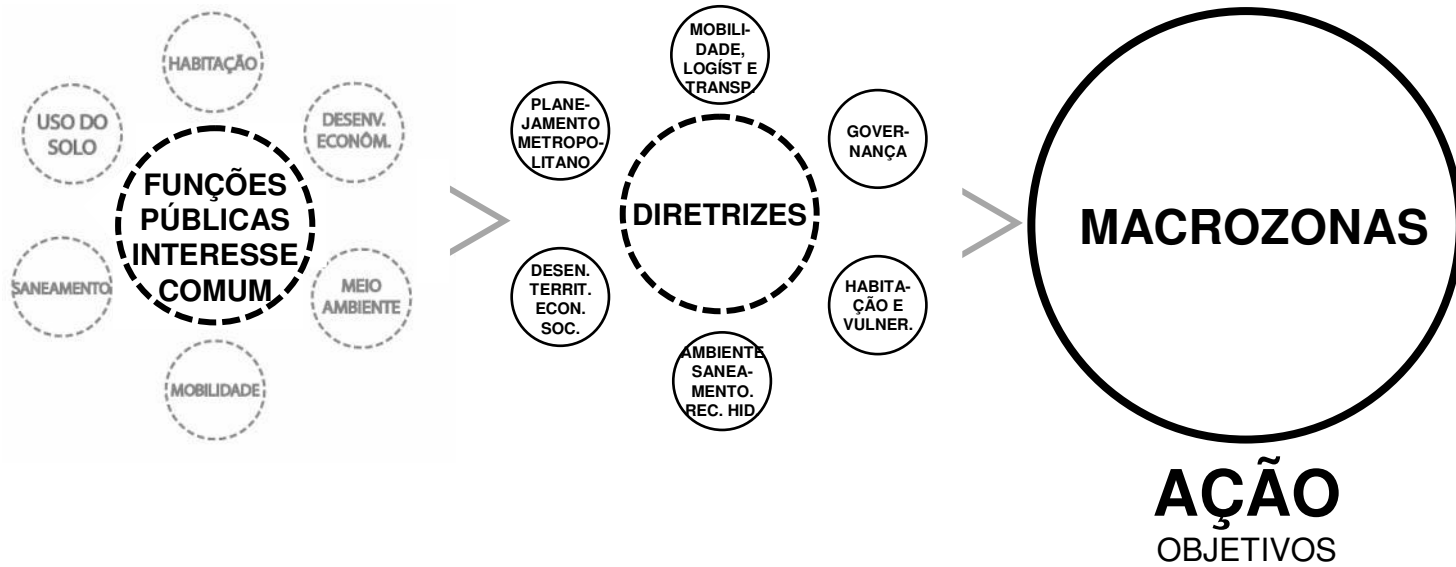 HABITAÇÃO
USO DO
SOLO
DESENV.
ECONÔM.
FUNÇÕES
PÚBLICAS
INTERESSE
COMUM
SANEAMENTO
MEIO
AMBIENTE
MOBILIDADE
MOBILI-
DADE,
LOGÍST E
TRANSP.
PLANE-
JAMENTO
METROPO-
LITANO
GOVER-
NANÇA
DIRETRIZES
DESEN.
TERRIT.
ECON.
SOC.
HABITA-
ÇÃO E
VULNER.
AMBIENTE
SANEA-
MENTO.
REC. HID
MACROZONAS
AÇÃO
OBJETIVOS